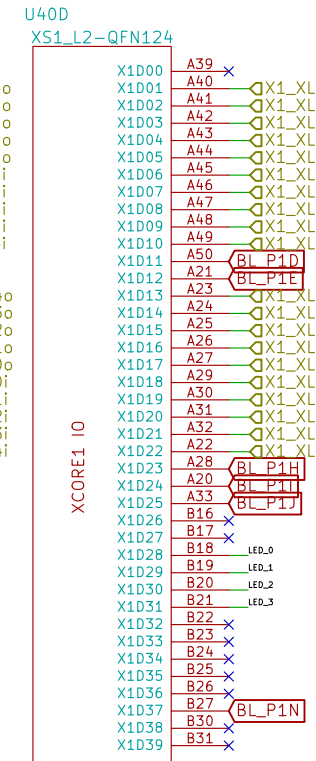 U40D
XS1_L2-QFN124
X1D00 A39
X1D01 A40 X1_XL
X1D02 A41 X1_XL
X1D03 A42 X1_XL
X1D04 A43 X1_XL
X1D05 A44 X1_XL
X1D06 A45 X1_XL
X1D07 A46 X1_XL
X1D08 A47 X1_XL
X1D09 A48 X1_XL
X1D10 A49 X1_XL
X1D11 A50 BL_P1D
X1D12 A21 BL_P1E
X1D13 A23 X1_XL
X1D14 A24 X1_XL
X1D15 A25 X1_XL
X1D16 A26 X1_XL
X1D17 A27 X1_XL
X1D18 A29 X1_XL
X1D19 A30 X1_XL
X1D20 A31 X1_XL
X1D21 A32 X1_XL
X1D22 A22 X1_XL
X1D23 A28 BL_P1H
X1D24 A20 BL_P1I
X1D25 A33 BL_P1J
X1D26 B16
X1D27 B17
X1D28 B18 LED_0
X1D29 B19 LED_1
X1D30 B20 LED_2
X1D31 B21 LED_3
X1D32 B22
X1D33 B23
X1D34 B24
X1D35 B25
X1D36 B26
X1D37 B27 BL_P1N
X1D38 B30
X1D39 B31
XCORE1 IO